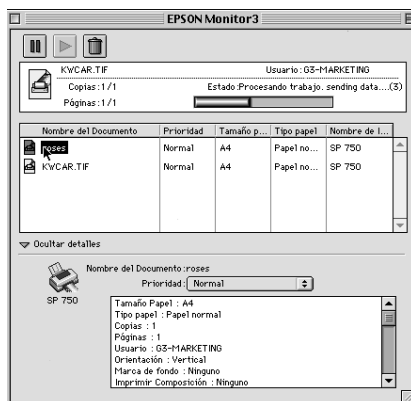 EPSON Monitor3
KWCAR.TIF Usuario:G3-MARKETING
Copias:1/1 Estado:Procesando trabajo. sending data....(3)
Páginas:1/1
Nombre del Documento Prioridad Tamaño p... Tipo papel Nombre de I...
roses Normal A4 Papel no... SP 750
KWCAR.TIF Normal A4 Papel no... SP 750
Ocultar detalles
Nombre del Documento:roses
Prioridad: Normal
SP 750
Tamaño Papel : A4
Tipo papel : Papel normal
Copias : 1
Páginas : 1
Usuario : G3-MARKETING
Orientación : Vertical
Marca de fondo : Ninguno
Imprimir Composición : Ninguno